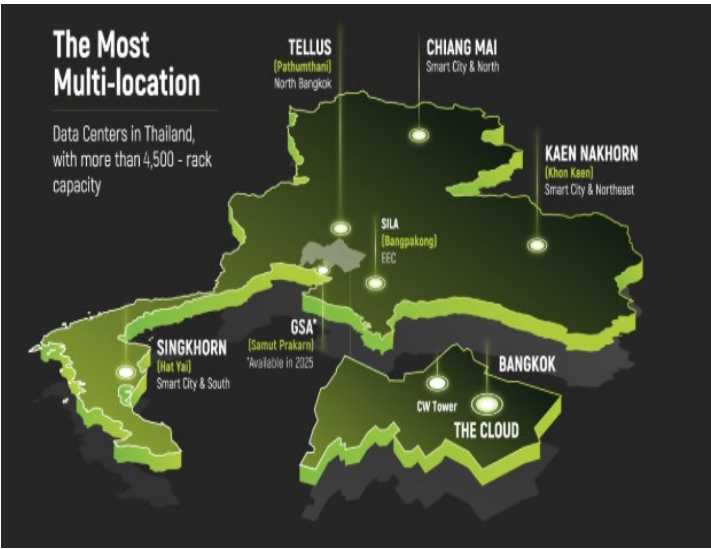 The Most
Multi-location
Data Centers in Thailand,
with more than 4,500 - rack
capacity
TELLUS
(Pathumthani)
North Bangkok
CHIANG MAI
Smart City & North
KAEN NAKHORN
(Khon Kaen)
Smart City & Northeast
SILA
(Bangpakong)
EEC
GSA*
(Samut Prakarn)
*Available in 2025
SINGKHORN
(Hat Yai)
Smart City & South
BANGKOK
CW Tower
THE CLOUD